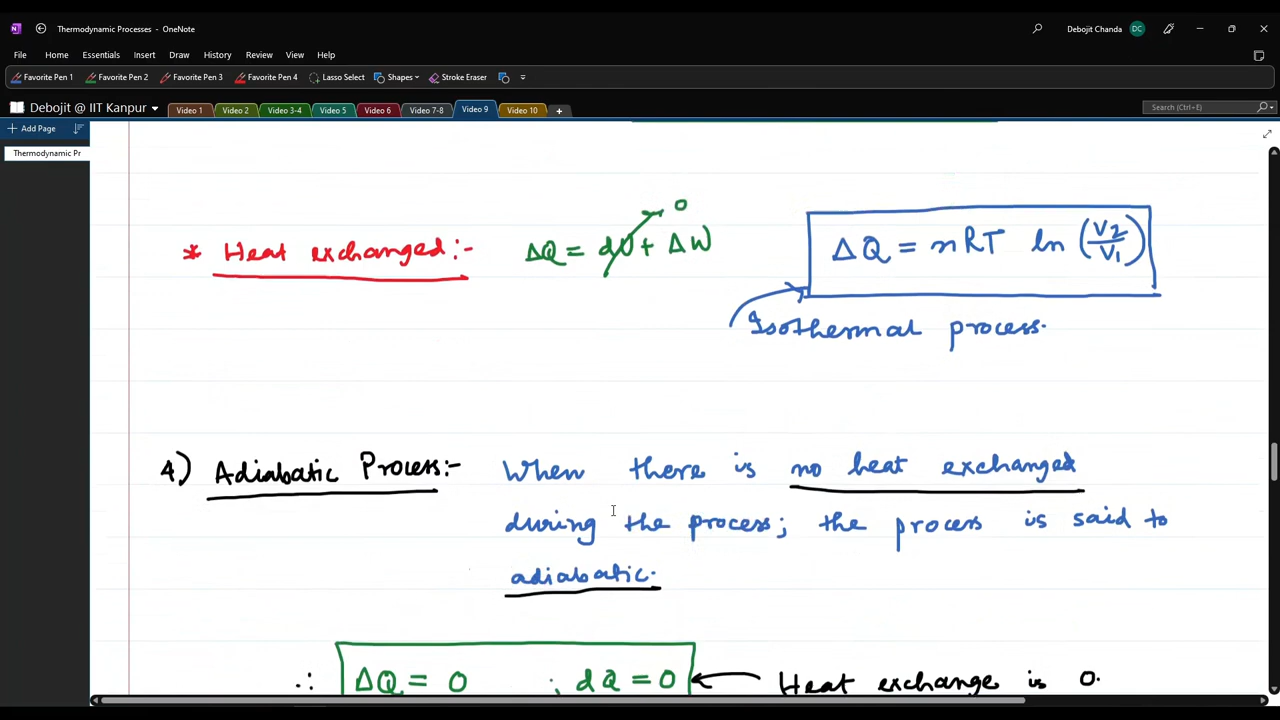 Thermodynamic Processes - OneNote
Debojit Chanda DC
File Home Essentials Insert Draw History Review View Help
Favorite Pen 1 Favorite Pen 2 Favorite Pen 3 Favorite Pen 4 Lasso Select Shapes Stroke Eraser
Debojit @ IIT Kanpur Video 1 Video 2 Video 3-4 Video 5 Video 6 Video 7-8 Video 9 Video 10 + Search (Ctrl+E)
+ Add Page
Thermodynamic Pr
* Heat exchanged:- ΔQ = dU + ΔW 0 ΔQ = nRT ln (V2/V1)
Isothermal process.
4) Adiabatic Process:- When there is no heat exchanged
during the process; the process is said to
adiabatic.
∴ ΔQ = 0 ; dQ = 0 Heat exchange is 0.